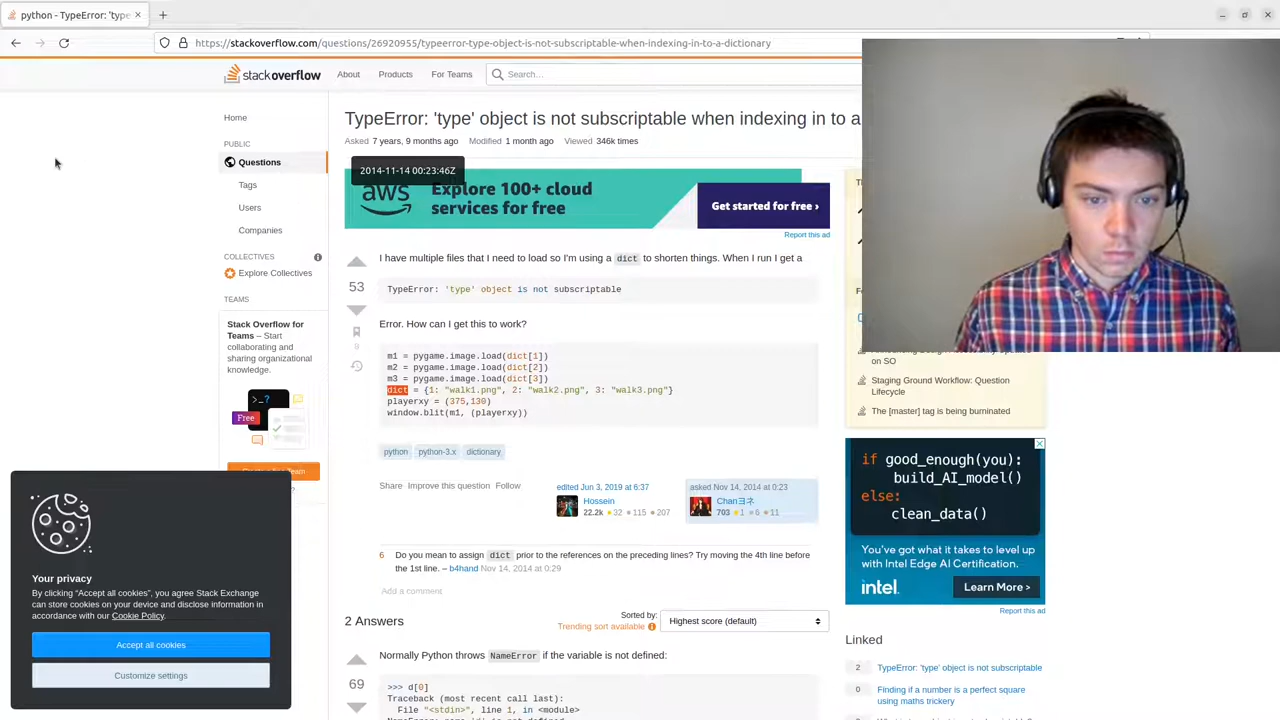 python - TypeError: 'type'
https://stackoverflow.com/questions/26920955/typeerror-type-object-is-not-subscriptable-when-indexing-in-to-a-dictionary
stack overflow
About
Products
For Teams
Search...
Home
PUBLIC
Questions
Tags
Users
Companies
COLLECTIVES
Explore Collectives
TEAMS
Stack Overflow for
Teams – Start
collaborating and
sharing organizational
knowledge.
Free
Your privacy
By clicking “Accept all cookies”, you agree Stack Exchange
can store cookies on your device and disclose information in
accordance with our Cookie Policy.
Accept all cookies
Customize settings
TypeError: 'type' object is not subscriptable when indexing in to a
Asked 7 years, 9 months ago Modified 1 month ago Viewed 346k times
2014-11-14 00:23:46Z
aws
Explore 100+ cloud
services for free
Get started for free ›
Report this ad
53
9
I have multiple files that I need to load so I'm using a dict to shorten things. When I run I get a
TypeError: 'type' object is not subscriptable
Error. How can I get this to work?
m1 = pygame.image.load(dict[1])
m2 = pygame.image.load(dict[2])
m3 = pygame.image.load(dict[3])
dict = {1: "walk1.png", 2: "walk2.png", 3: "walk3.png"}
playerxy = (375,130)
window.blit(m1, (playerxy))
python
python-3.x
dictionary
Share Improve this question Follow
edited Jun 3, 2019 at 6:37
Hossein
22.2k 32 115 207
asked Nov 14, 2014 at 0:23
Chanヨネ
703 1 6 11
6
Do you mean to assign dict prior to the references on the preceding lines? Try moving the 4th line before
the 1st line. – b4hand Nov 14, 2014 at 0:29
Add a comment
2 Answers
Sorted by:
Trending sort available
Highest score (default)
69
Normally Python throws NameError if the variable is not defined:
>>> d[0]
Traceback (most recent call last):
File "<stdin>", line 1, in <module>
on SO
Staging Ground Workflow: Question
Lifecycle
The [master] tag is being burninated
if good_enough(you):
build_AI_model()
else:
clean_data()
You've got what it takes to level up
with Intel Edge AI Certification.
intel.
Learn More >
Report this ad
Linked
2
TypeError: 'type' object is not subscriptable
0
Finding if a number is a perfect square
using maths trickery